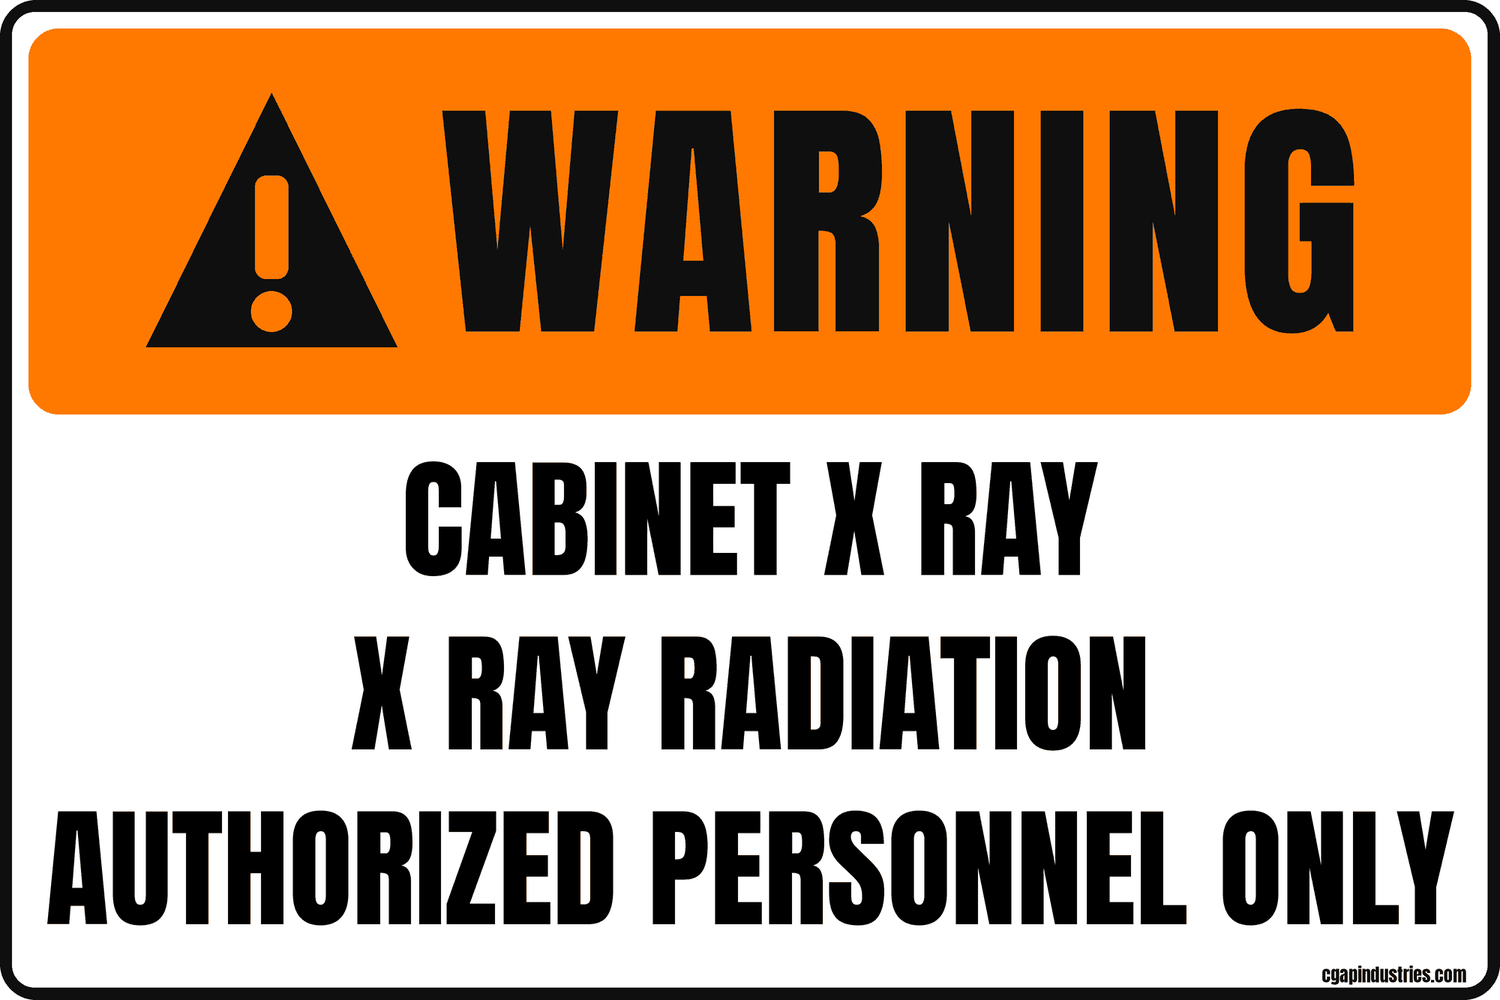 WARNING
CABINET X RAY
X RAY RADIATION
AUTHORIZED PERSONNEL ONLY
cgapindustries.com